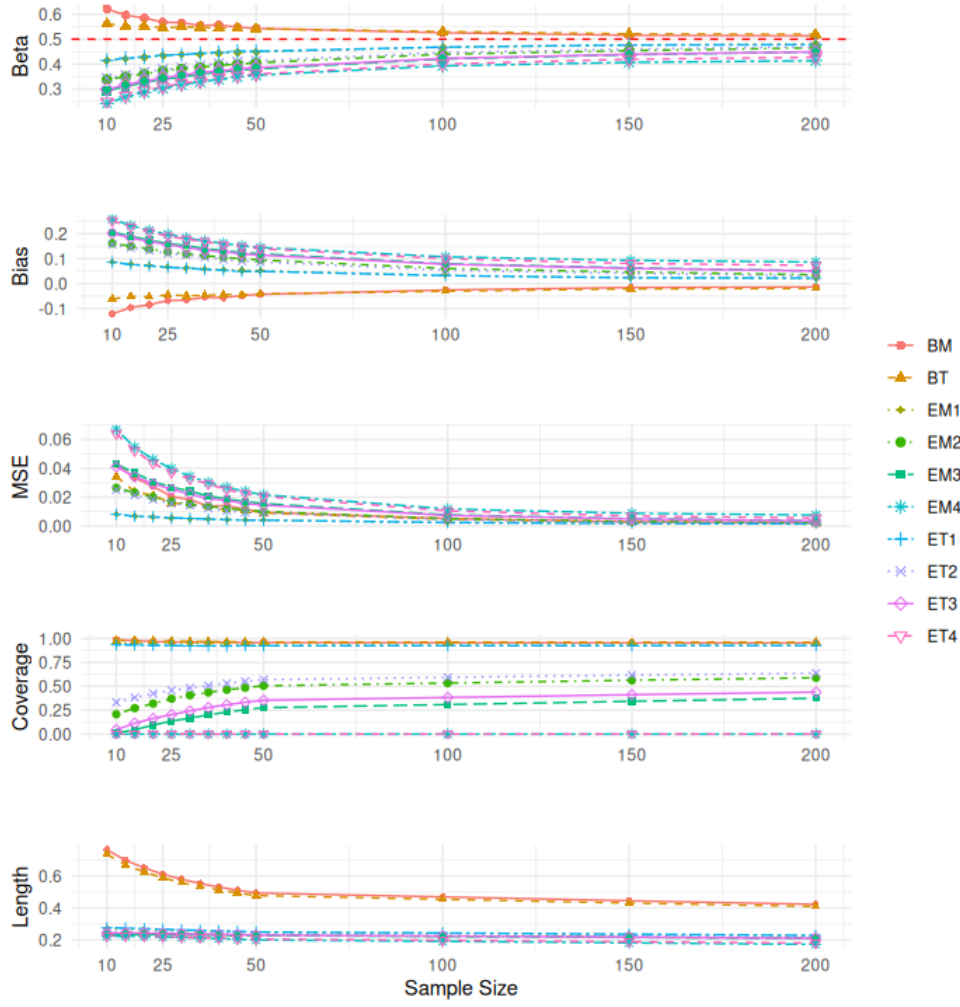 Beta
0.6
0.5
0.4
0.3
10 25 50 100 150 200
Bias
0.2
0.1
0.0
-0.1
10 25 50 100 150 200
MSE
0.06
0.04
0.02
0.00
10 25 50 100 150 200
Coverage
1.00
0.75
0.50
0.25
0.00
10 25 50 100 150 200
Length
0.6
0.4
0.2
10 25 50 100 150 200
Sample Size
BM
BT
EM1
EM2
EM3
EM4
ET1
ET2
ET3
ET4